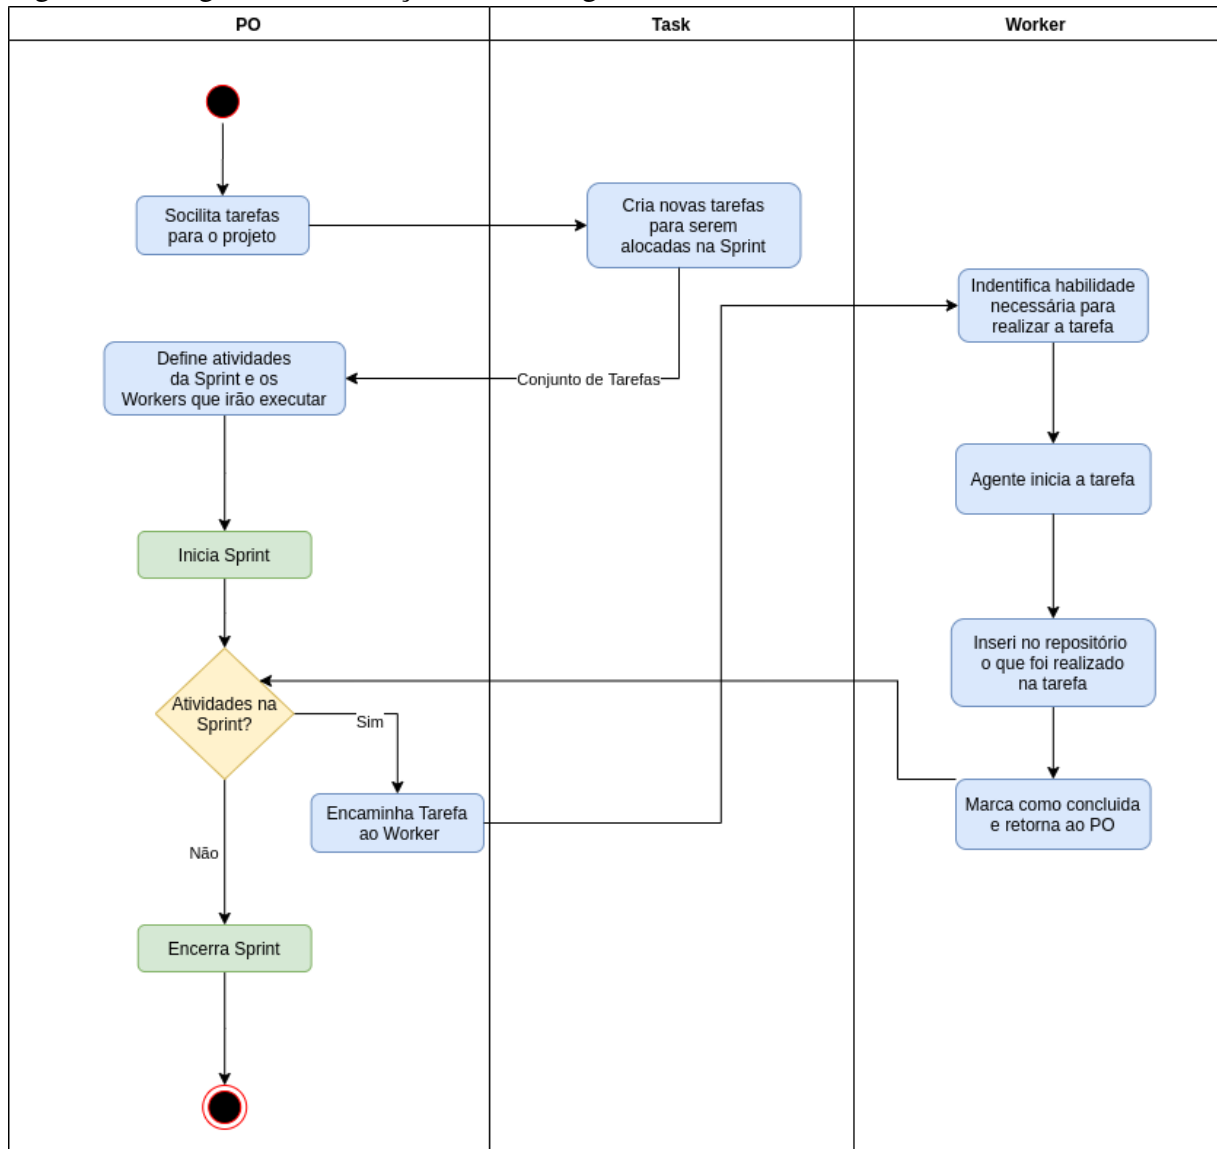 PO
Task
Worker
Socilita tarefas
para o projeto
Cria novas tarefas
para serem
alocadas na Sprint
Indentifica habilidade
necessária para
realizar a tarefa
Define atividades
da Sprint e os
Workers que irão executar
Conjunto de Tarefas
Agente inicia a tarefa
Inicia Sprint
Inseri no repositório
o que foi realizado
na tarefa
Atividades na
Sprint?
Sim
Encaminha Tarefa
ao Worker
Marca como concluida
e retorna ao PO
Não
Encerra Sprint